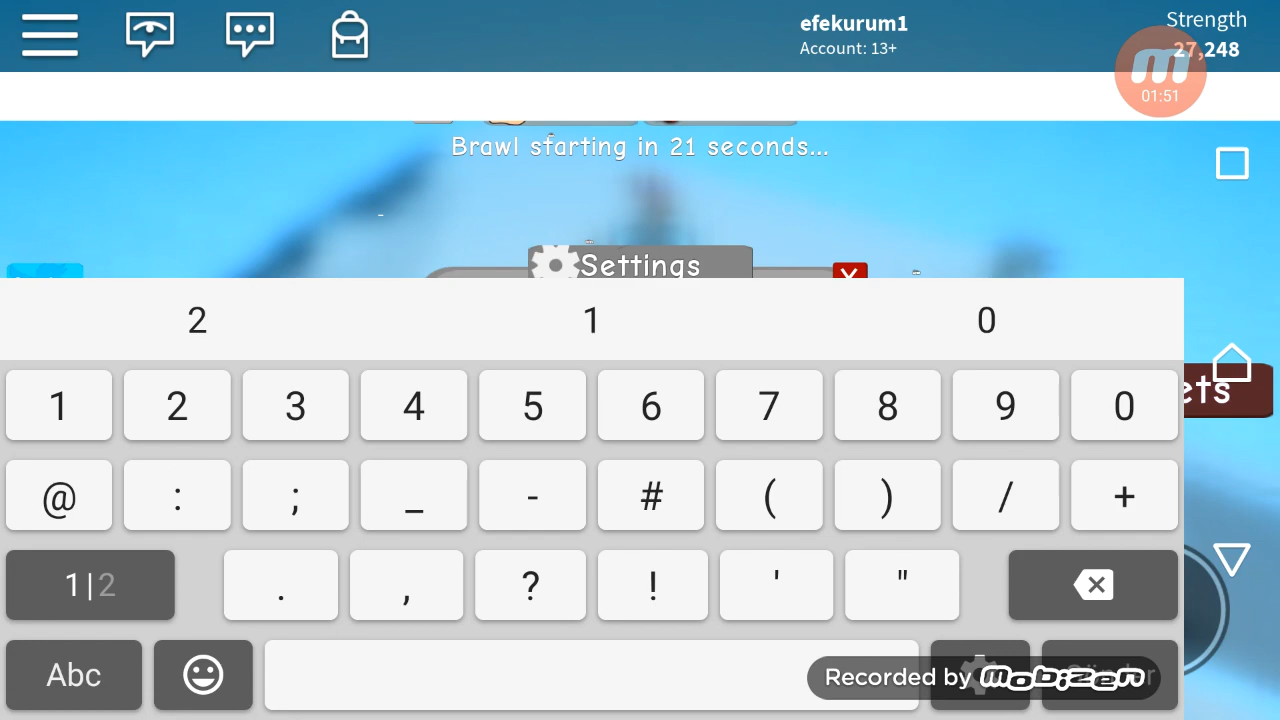 efekurum1
Account: 13+
Strength
27,248
01:51
Brawl starting in 21 seconds...
Settings
X
ets
2 1 0
1 2 3 4 5 6 7 8 9 0
@ : ; _ - # ( ) / +
1|2 . , ? ! ' "
Abc
Recorded by mobizen